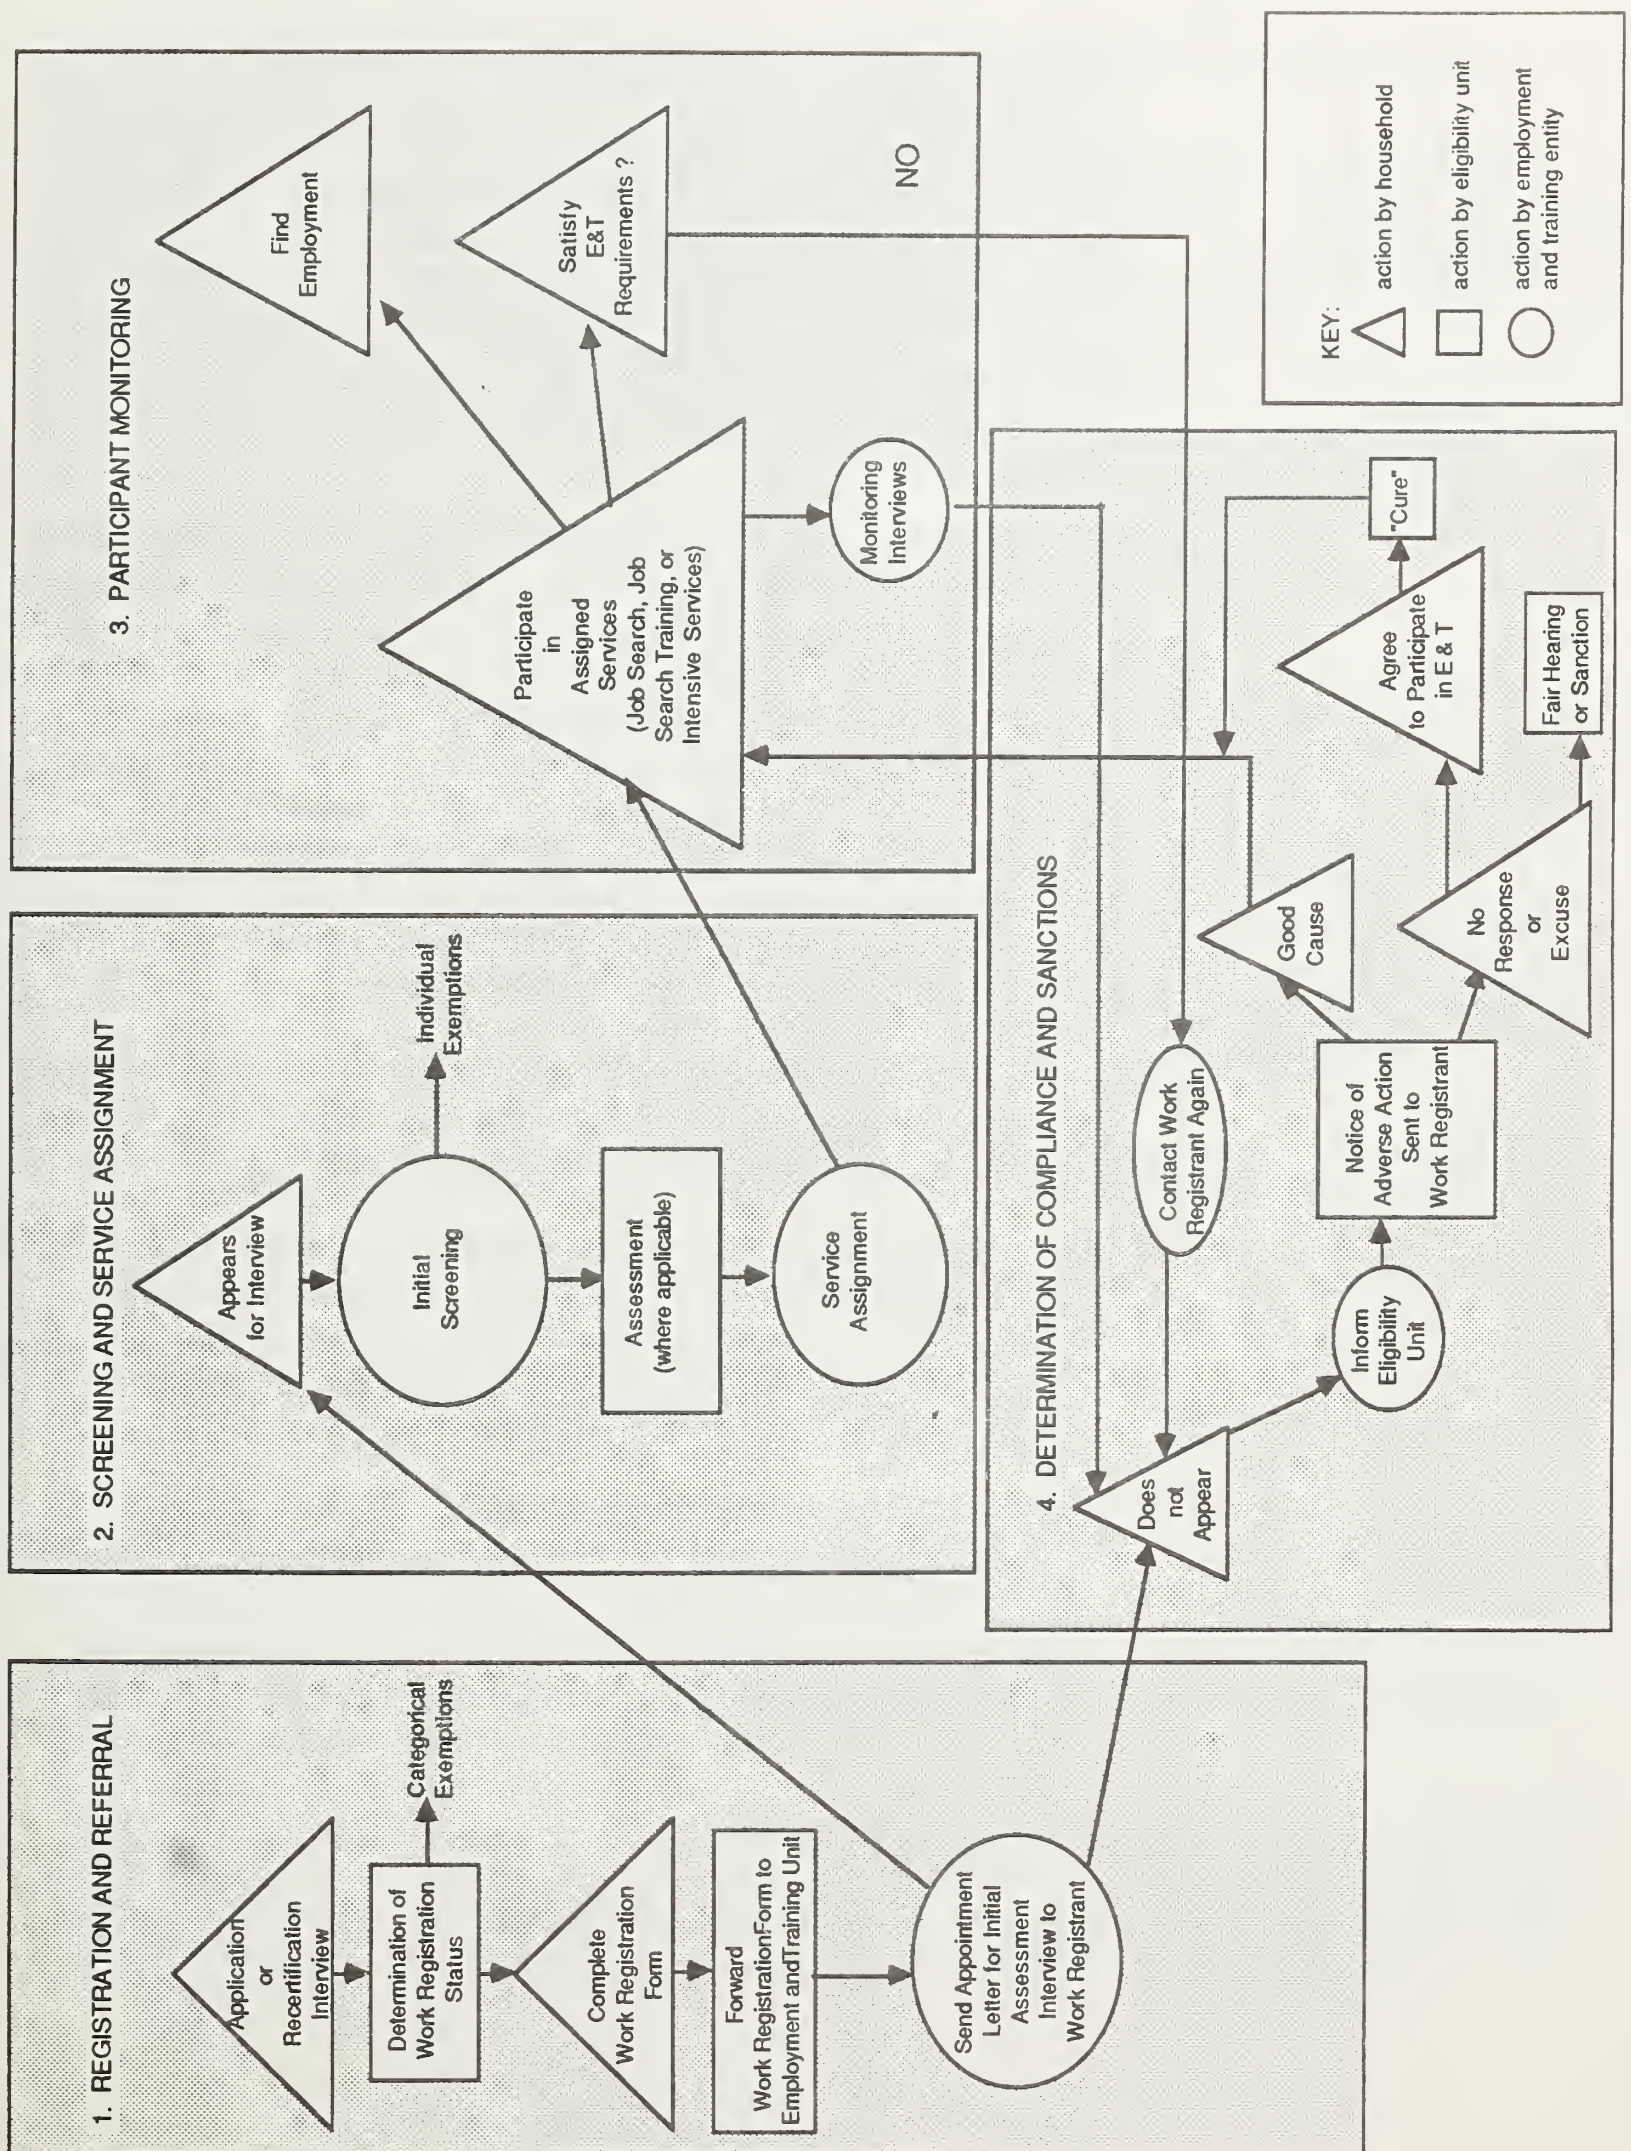 1. REGISTRATION AND REFERRAL
Application
or
Recertification
Interview
Determination of
Work Registration
Status
Categorical
Exemptions
Complete
Work Registration
Form
Forward
Work RegistrationForm to
Employment andTraining Unit
Send Appointment
Letter for Initial
Assessment
Interview to
Work Registrant
2. SCREENING AND SERVICE ASSIGNMENT
Appears
for Interview
Initial
Screening
Individual
Exemptions
Assessment
(where applicable)
Service
Assignment
3. PARTICIPANT MONITORING
Find
Employment
Satisfy
E&T
Requirements ?
Participate
in
Assigned
Services
(Job Search, Job
Search Training, or
Intensive Services)
Monitoring
Interviews
NO
4. DETERMINATION OF COMPLIANCE AND SANCTIONS
Does
not
Appear
Contact Work
Registrant Again
Inform
Eligibility
Unit
Notice of
Adverse Action
Sent to
Work Registrant
Good
Cause
No
Response
or
Excuse
Agree
to Participate
in E & T
"Cure"
Fair Hearing
or Sanction
KEY:
action by household
action by eligibility unit
action by employment
and training entity